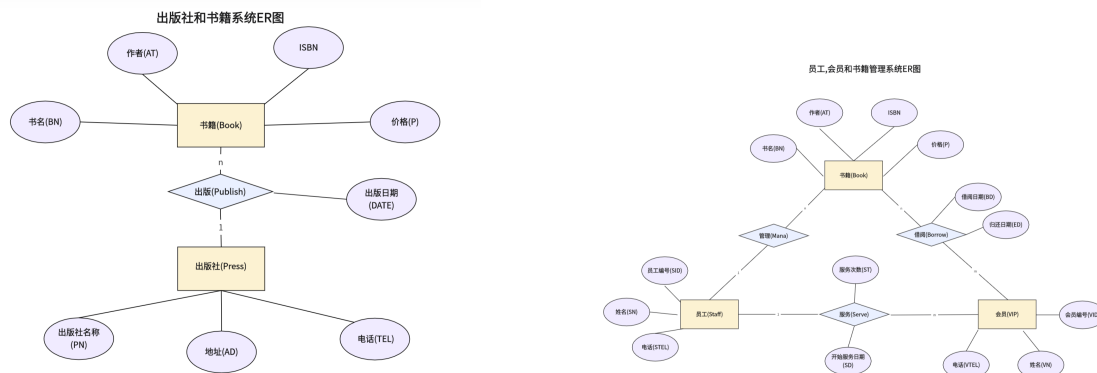 出版社和书籍系统ER图
作者(AT)
ISBN
书名(BN)
书籍(Book)
价格(P)
n
出版(Publish)
出版日期
(DATE)
1
出版社(Press)
出版社名称
(PN)
地址(AD)
电话(TEL)
员工,会员和书籍管理系统ER图
作者(AT)
ISBN
书名(BN)
价格(P)
书籍(Book)
借阅日期(BD)
归还日期(ED)
管理(Mana)
借阅(Borrow)
员工编号(SID)
服务次数(ST)
姓名(SN)
员工(Staff)
服务(Serve)
会员(VIP)
会员编号(VID
电话(STEL)
开始服务日期
(SD)
电话(VTEL)
姓名(VN)